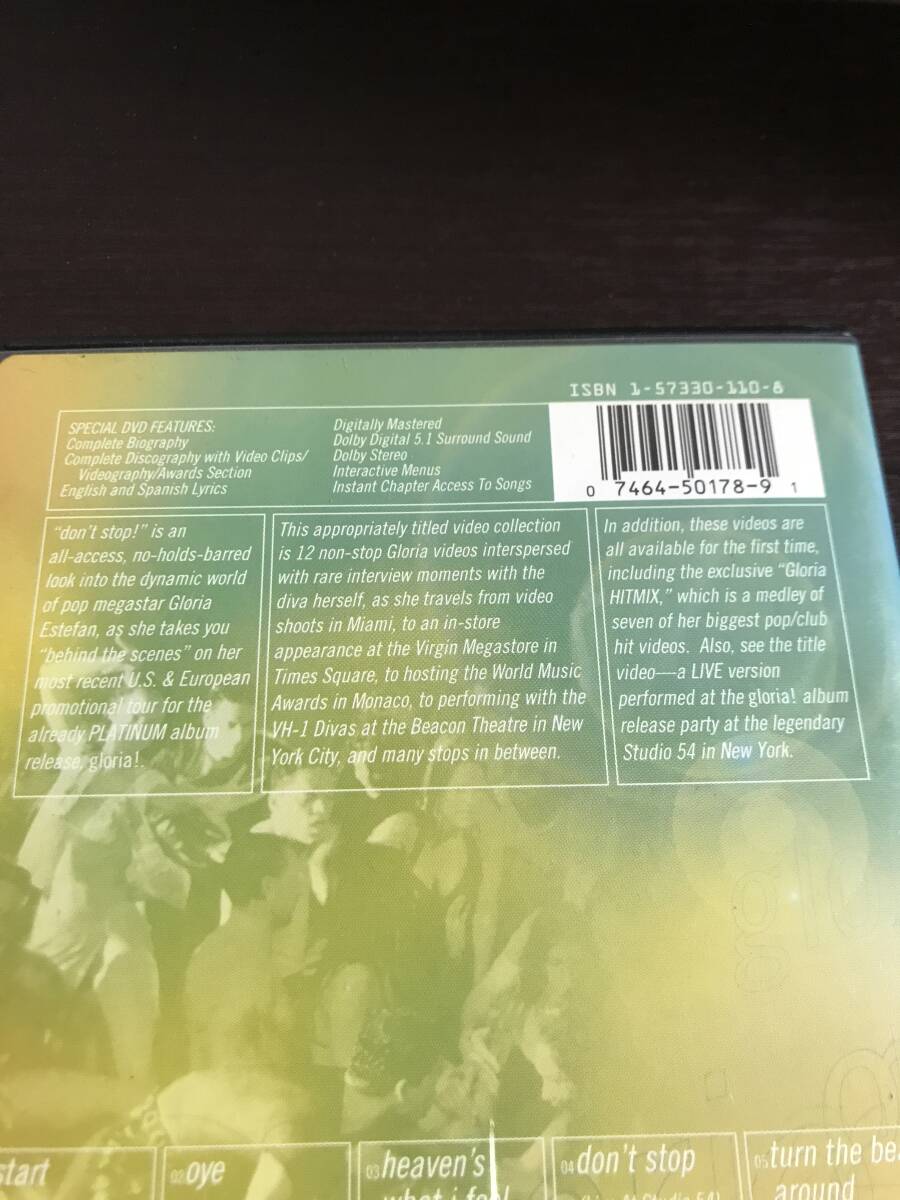 ISBN 1-57330-110-8
SPECIAL DVD FEATURES:
Complete Biography
Complete Discography with Video Clips/
Videography/Awards Section
English and Spanish Lyrics
Digitally Mastered
Dolby Digital 5.1 Surround Sound
Dolby Stereo
Interactive Menus
Instant Chapter Access To Songs
0 7464-50178-9 1
"don't stop!" is an
all-access, no-holds-barred
look into the dynamic world
of pop megastar Gloria
Estefan, as she takes you
"behind the scenes" on her
most recent U.S. & European
promotional tour for the
already PLATINUM album
release, gloria!.
This appropriately titled video collection
is 12 non-stop Gloria videos interspersed
with rare interview moments with the
diva herself, as she travels from video
shoots in Miami, to an in-store
appearance at the Virgin Megastore in
Times Square, to hosting the World Music
Awards in Monaco, to performing with the
VH-1 Divas at the Beacon Theatre in New
York City, and many stops in between.
In addition, these videos are
all available for the first time,
including the exclusive "Gloria
HITMIX," which is a medley of
seven of her biggest pop/club
hit videos. Also, see the title
video—a LIVE version
performed at the gloria! album
release party at the legendary
Studio 54 in New York.
start
02 oye
03 heaven's
what i feel
04 don't stop
(Live At Studio 54)
05 turn the be
around